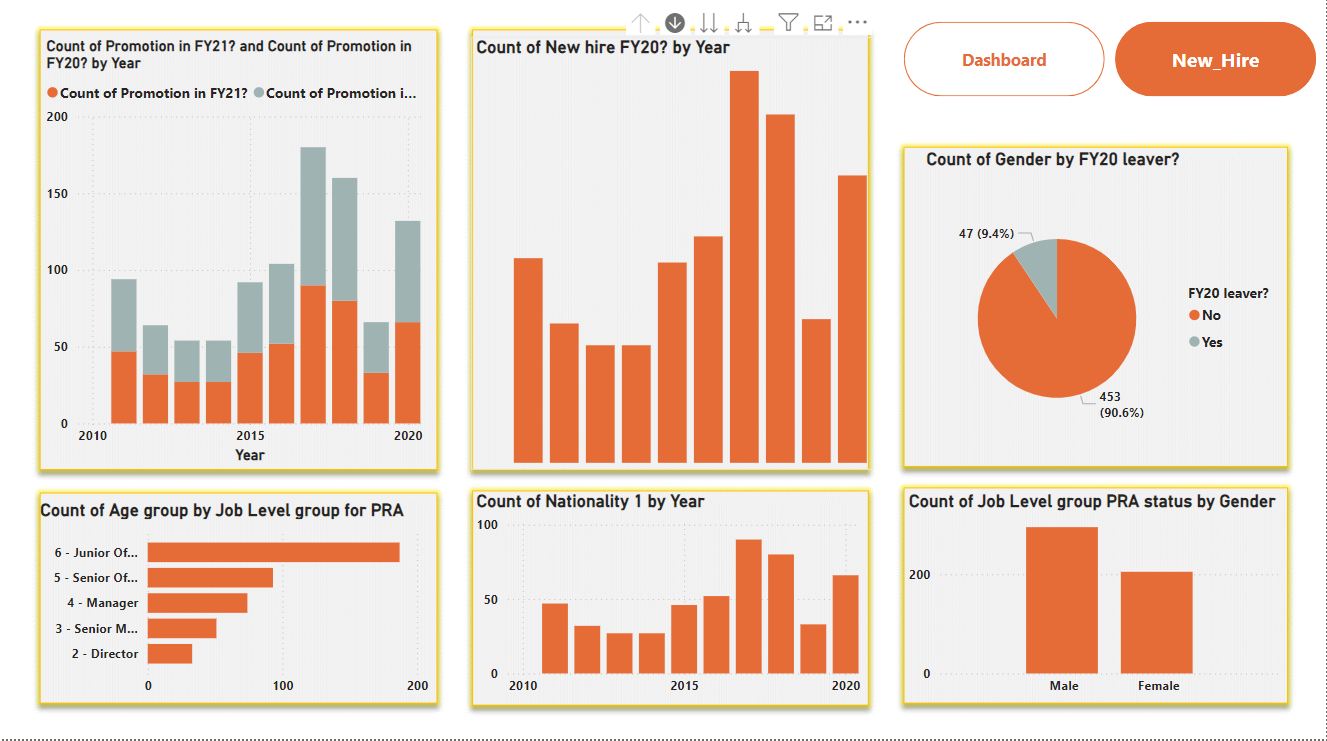 Count of Promotion in FY21? and Count of Promotion in
FY20? by Year
Count of Promotion in FY21? Count of Promotion i...
200
150
100
50
0
2010 2015 2020
Year
Count of New hire FY20? by Year
Dashboard
New_Hire
Count of Gender by FY20 leaver?
47 (9.4%)
453
(90.6%)
FY20 leaver?
No
Yes
Count of Age group by Job Level group for PRA
6 - Junior Of...
5 - Senior Of...
4 - Manager
3 - Senior M...
2 - Director
0 100 200
Count of Nationality 1 by Year
100
50
0
2010 2015 2020
Count of Job Level group PRA status by Gender
200
0
Male Female